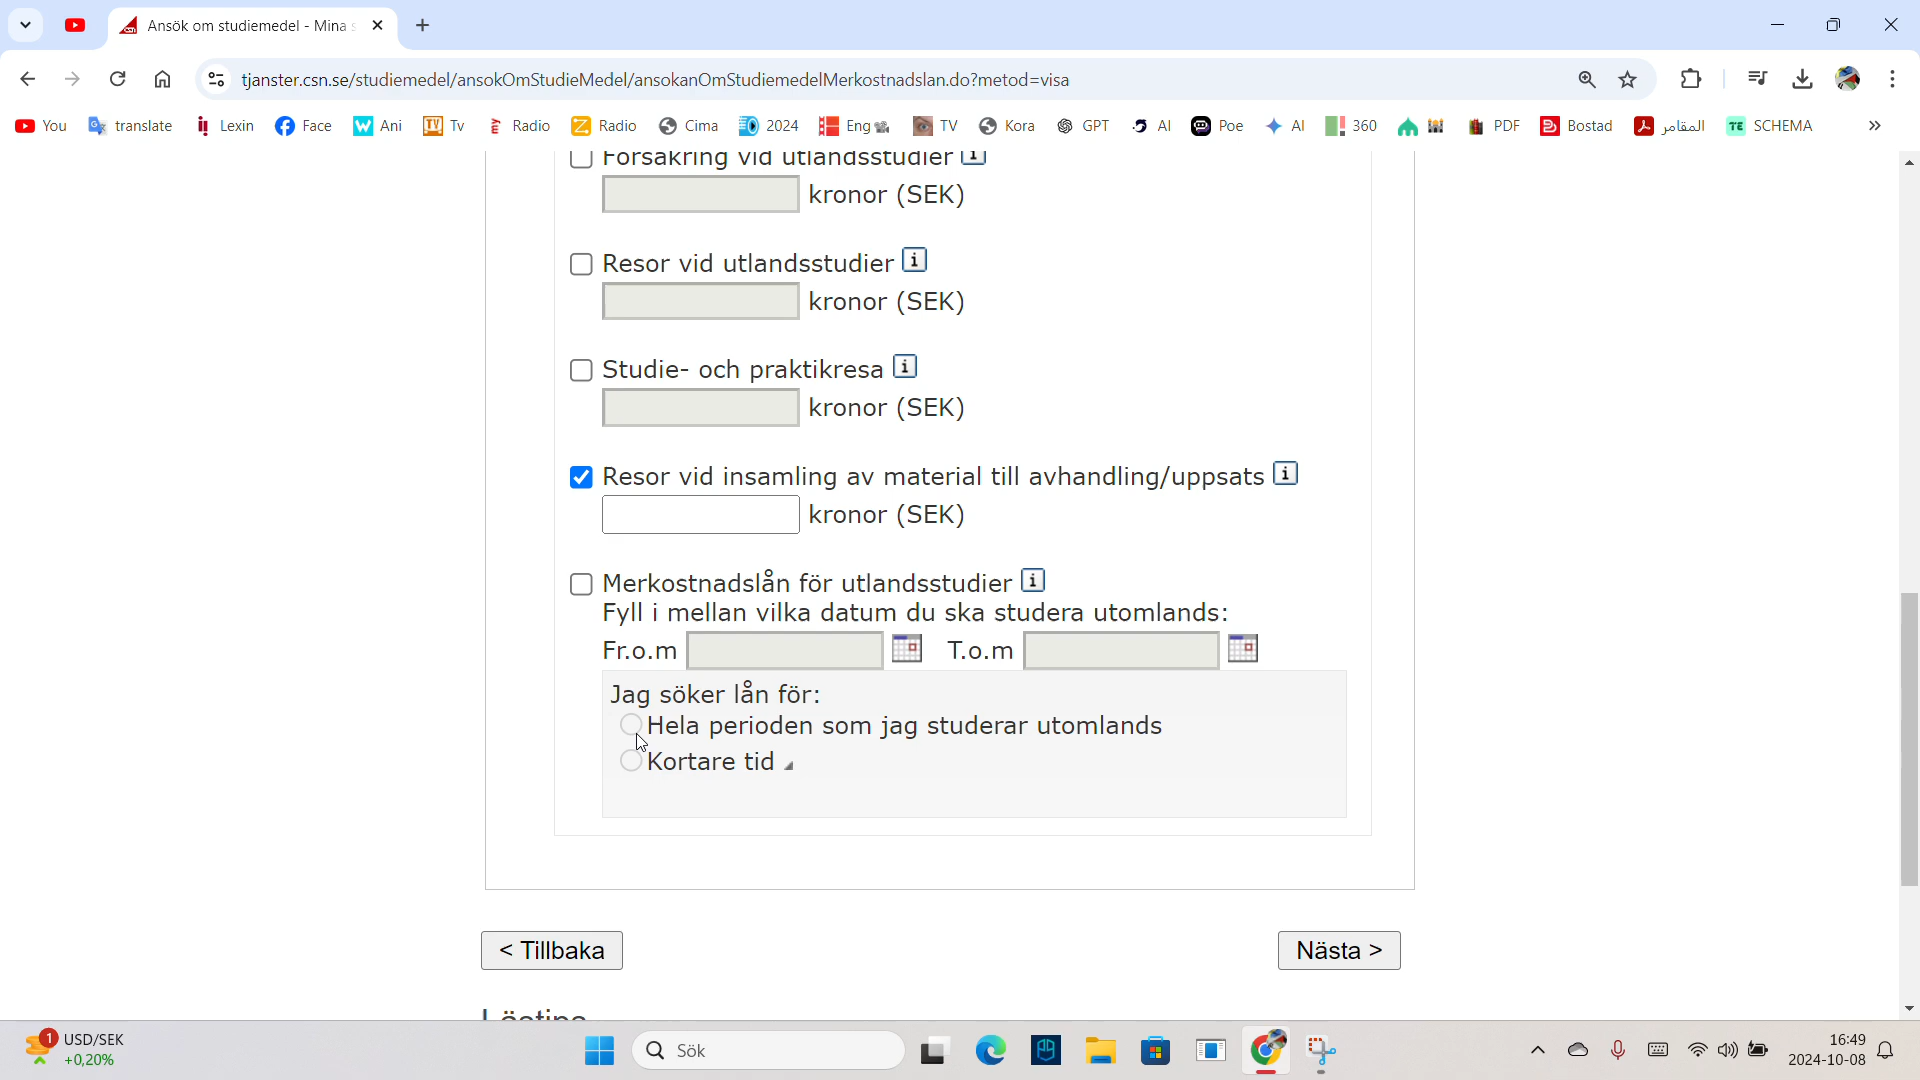 Ansök om studiemedel - Mina s
tjanster.csn.se/studiemedel/ansokOmStudieMedel/ansokanOmStudiemedelMerkostnadslan.do?metod=visa
You translate Lexin Face Ani Tv Radio Radio Cima 2024 Eng TV Kora GPT AI Poe AI 360 PDF Bostad المقامر SCHEMA »
Försäkring vid utlandsstudier i
kronor (SEK)
Resor vid utlandsstudier i
kronor (SEK)
Studie- och praktikresa i
kronor (SEK)
Resor vid insamling av material till avhandling/uppsats i
kronor (SEK)
Merkostnadslån för utlandsstudier i
Fyll i mellan vilka datum du ska studera utomlands:
Fr.o.m T.o.m
Jag söker lån för:
Hela perioden som jag studerar utomlands
Kortare tid
< Tillbaka Nästa >
1 USD/SEK
+0,20%
Sök
16:49
2024-10-08